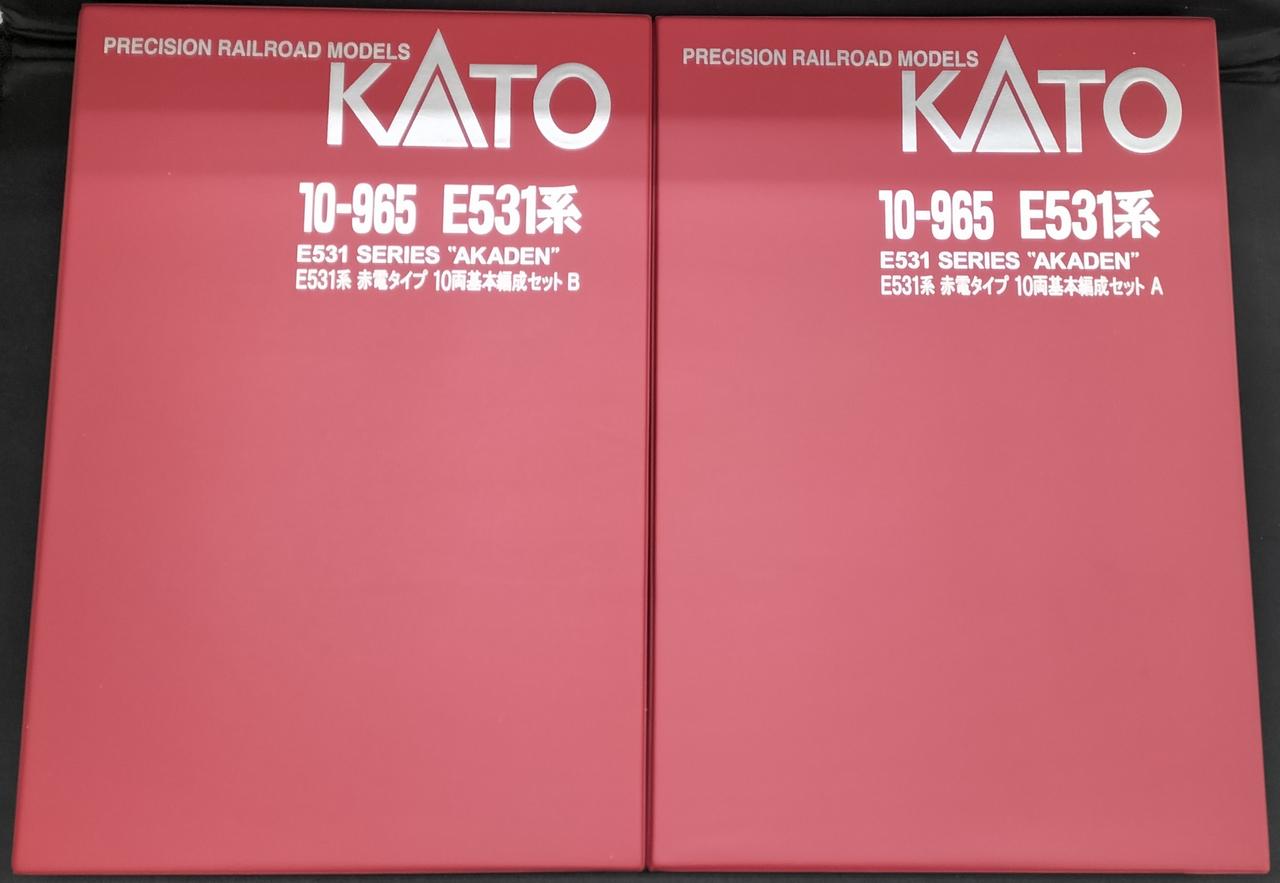 PRECISION RAILROAD MODELS
KATO
10-965 E531系
E531 SERIES "AKADEN"
E531系 赤電タイプ 10両基本編成セット B
PRECISION RAILROAD MODELS
KATO
10-965 E531系
E531 SERIES "AKADEN"
E531系 赤電タイプ 10両基本編成セット A